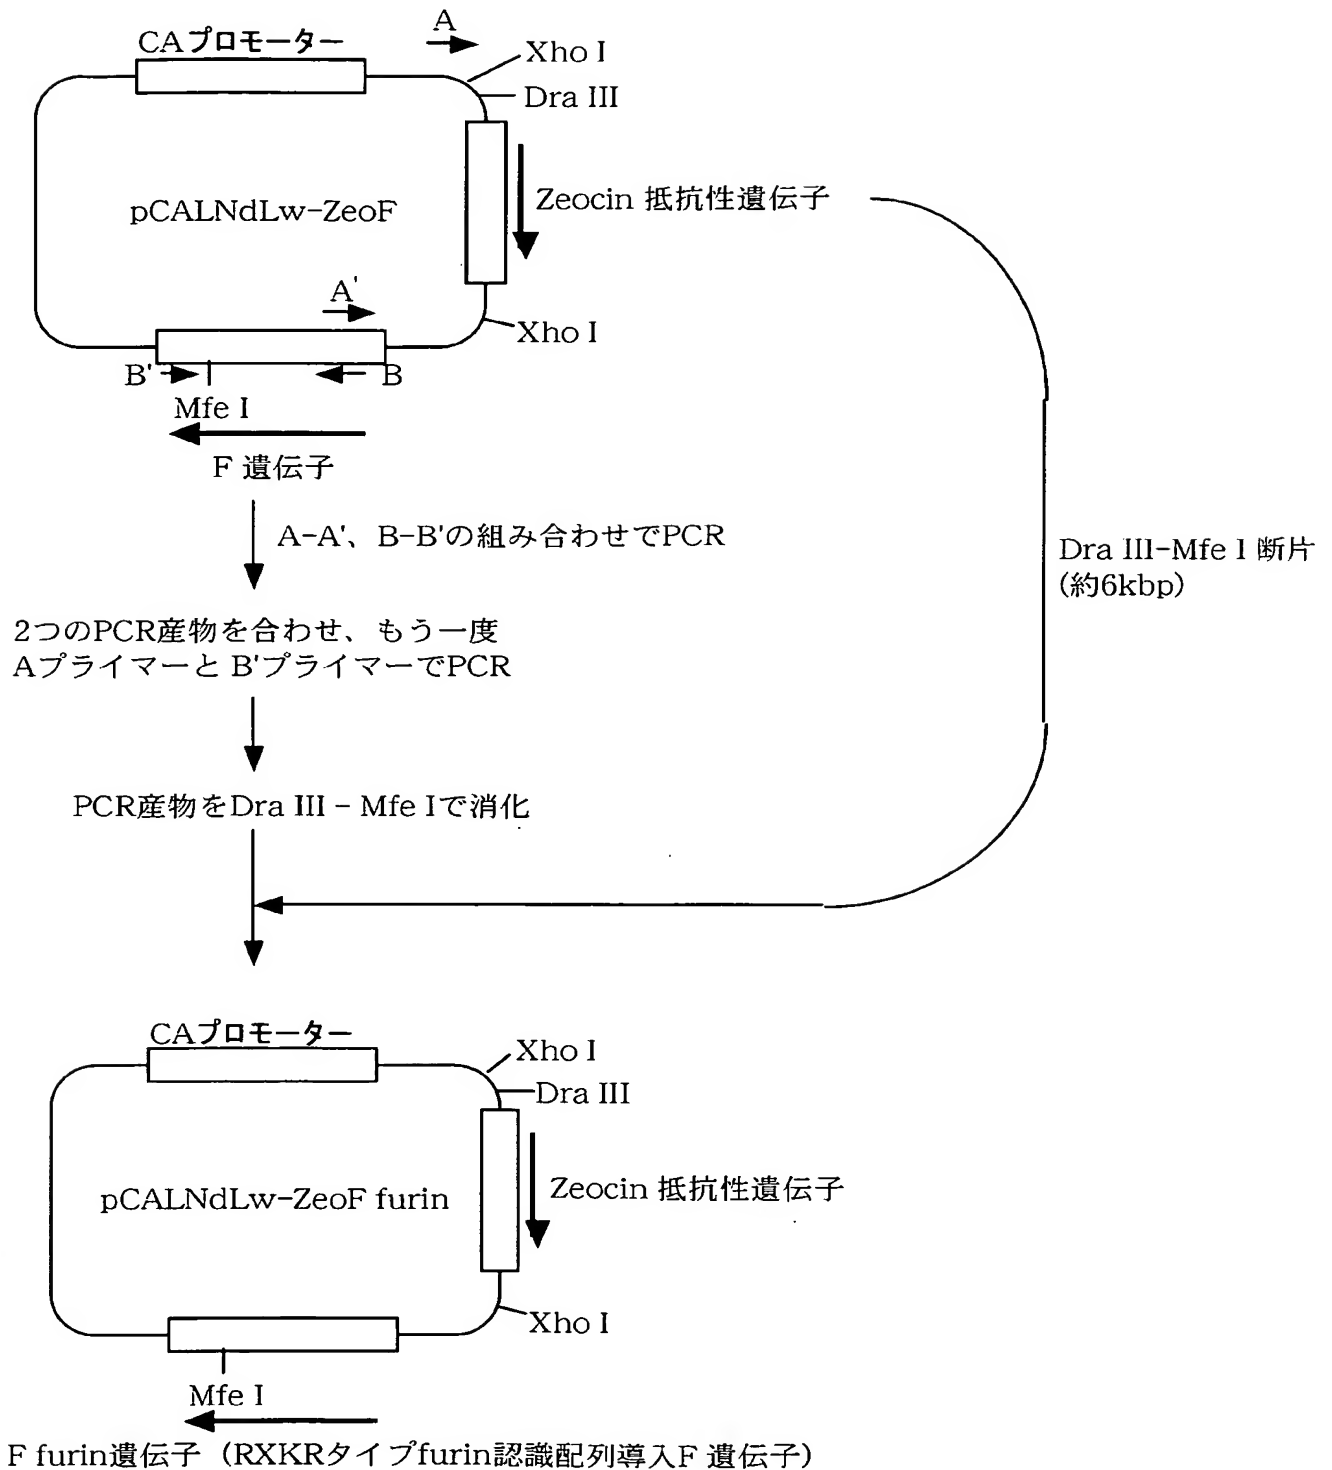 A
CAプロモーター
Xho I
Dra III
pCALNdLw-ZeoF
Zeocin 抵抗性遺伝子
A'
Xho I
B'
B
Mfe I
F 遺伝子
A-A'、B-B'の組み合わせでPCR
Dra III-Mfe I 断片
(約6kbp)
2つのPCR産物を合わせ、もう一度
Aプライマーと B'プライマーでPCR
PCR産物をDra III - Mfe Iで消化
CAプロモーター
Xho I
Dra III
pCALNdLw-ZeoF furin
Zeocin 抵抗性遺伝子
Xho I
Mfe I
F furin遺伝子（RXKRタイプfurin認識配列導入F 遺伝子）